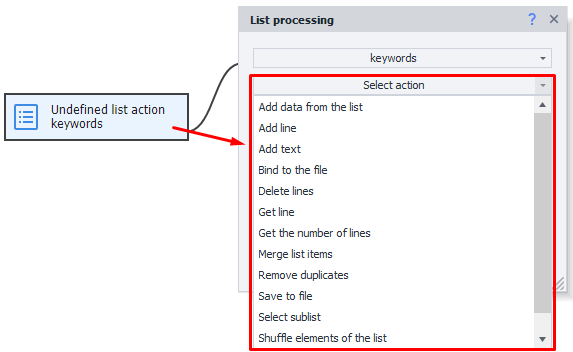 List processing
?
keywords
Undefined list action
keywords
Select action
Add data from the list
Add line
Add text
Bind to the file
Delete lines
Get line
Get the number of lines
Merge list items
Remove duplicates
Save to file
Select sublist
Shuffle elements of the list